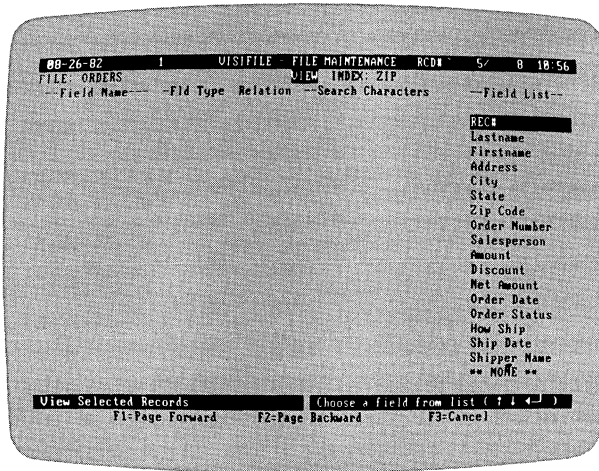 08-26-82 1 VISIFILE - FILE MAINTENANCE RCD# 5/ 8 10:56
FILE: ORDERS VIEW INDEX: ZIP
--Field Name--- -Fld Type Relation --Search Characters --Field List--
REC#
Lastname
Firstname
Address
City
State
Zip Code
Order Number
Salesperson
Amount
Discount
Net Amount
Order Date
Order Status
How Ship
Ship Date
Shipper Name
** NONE **
View Selected Records Choose a field from list ( ↑ ↓ ↵ )
F1=Page Forward F2=Page Backward F3=Cancel